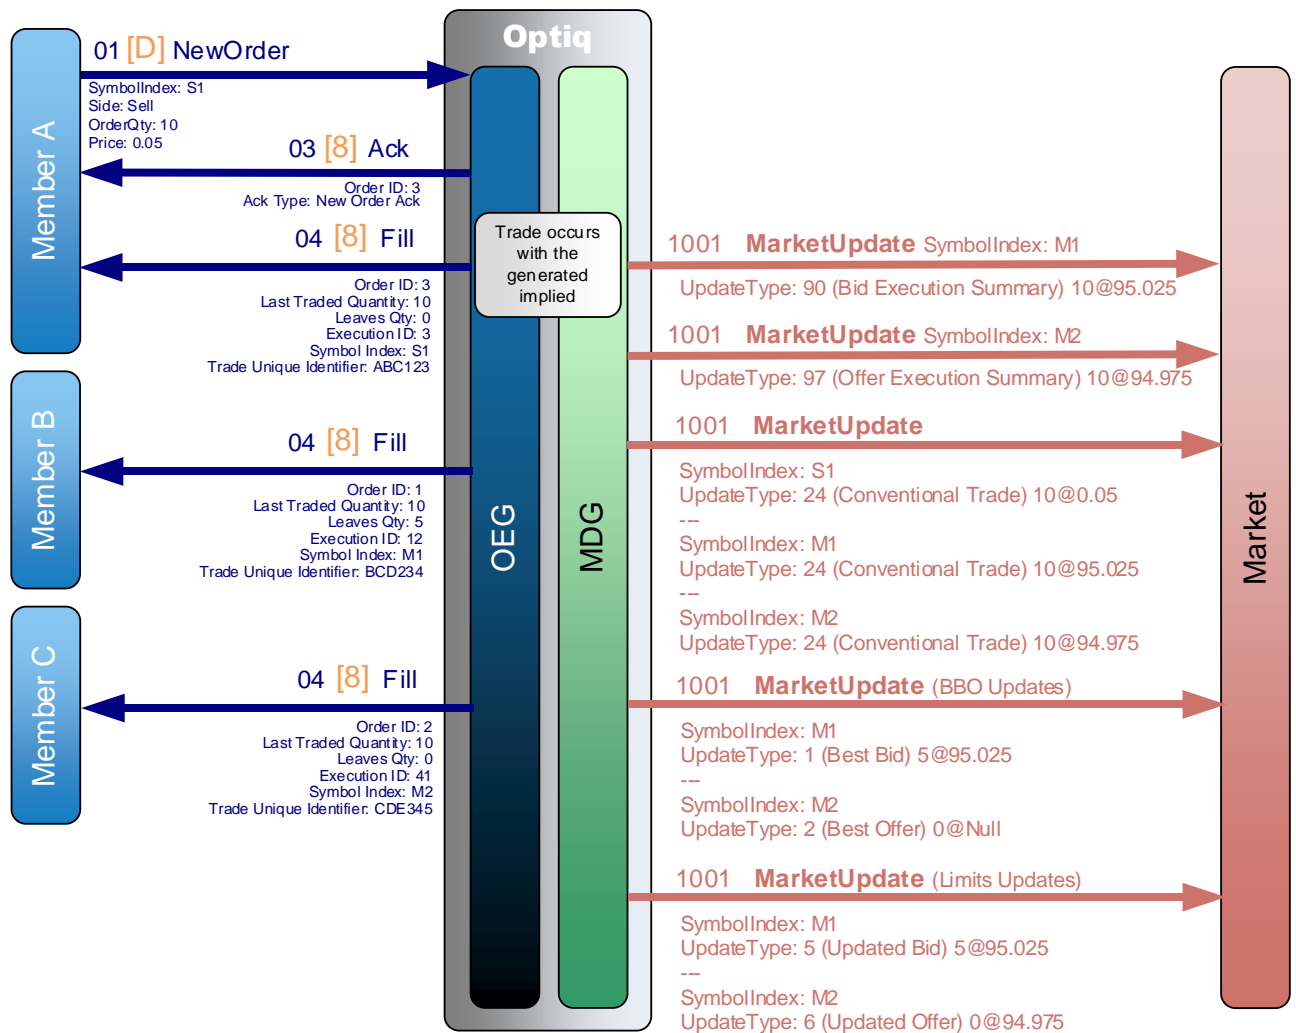 Optiq
01 [D] NewOrder
SymbolIndex: S1
Side: Sell
OrderQty: 10
Price: 0.05
03 [8] Ack
Order ID: 3
Ack Type: New Order Ack
04 [8] Fill
Order ID: 3
Last Traded Quantity: 10
Leaves Qty: 0
Execution ID: 3
Symbol Index: S1
Trade Unique Identifier: ABC123
Member A
04 [8] Fill
Order ID: 1
Last Traded Quantity: 10
Leaves Qty: 5
Execution ID: 12
Symbol Index: M1
Trade Unique Identifier: BCD234
Member B
04 [8] Fill
Order ID: 2
Last Traded Quantity: 10
Leaves Qty: 0
Execution ID: 41
Symbol Index: M2
Trade Unique Identifier: CDE345
Member C
Trade occurs
with the
generated
implied
OEG
MDG
1001 MarketUpdate SymbolIndex: M1
UpdateType: 90 (Bid Execution Summary) 10@95.025
1001 MarketUpdate SymbolIndex: M2
UpdateType: 97 (Offer Execution Summary) 10@94.975
1001 MarketUpdate
SymbolIndex: S1
UpdateType: 24 (Conventional Trade) 10@0.05
---
SymbolIndex: M1
UpdateType: 24 (Conventional Trade) 10@95.025
---
SymbolIndex: M2
UpdateType: 24 (Conventional Trade) 10@94.975
1001 MarketUpdate (BBO Updates)
SymbolIndex: M1
UpdateType: 1 (Best Bid) 5@95.025
---
SymbolIndex: M2
UpdateType: 2 (Best Offer) 0@Null
1001 MarketUpdate (Limits Updates)
SymbolIndex: M1
UpdateType: 5 (Updated Bid) 5@95.025
---
SymbolIndex: M2
UpdateType: 6 (Updated Offer) 0@94.975
Market